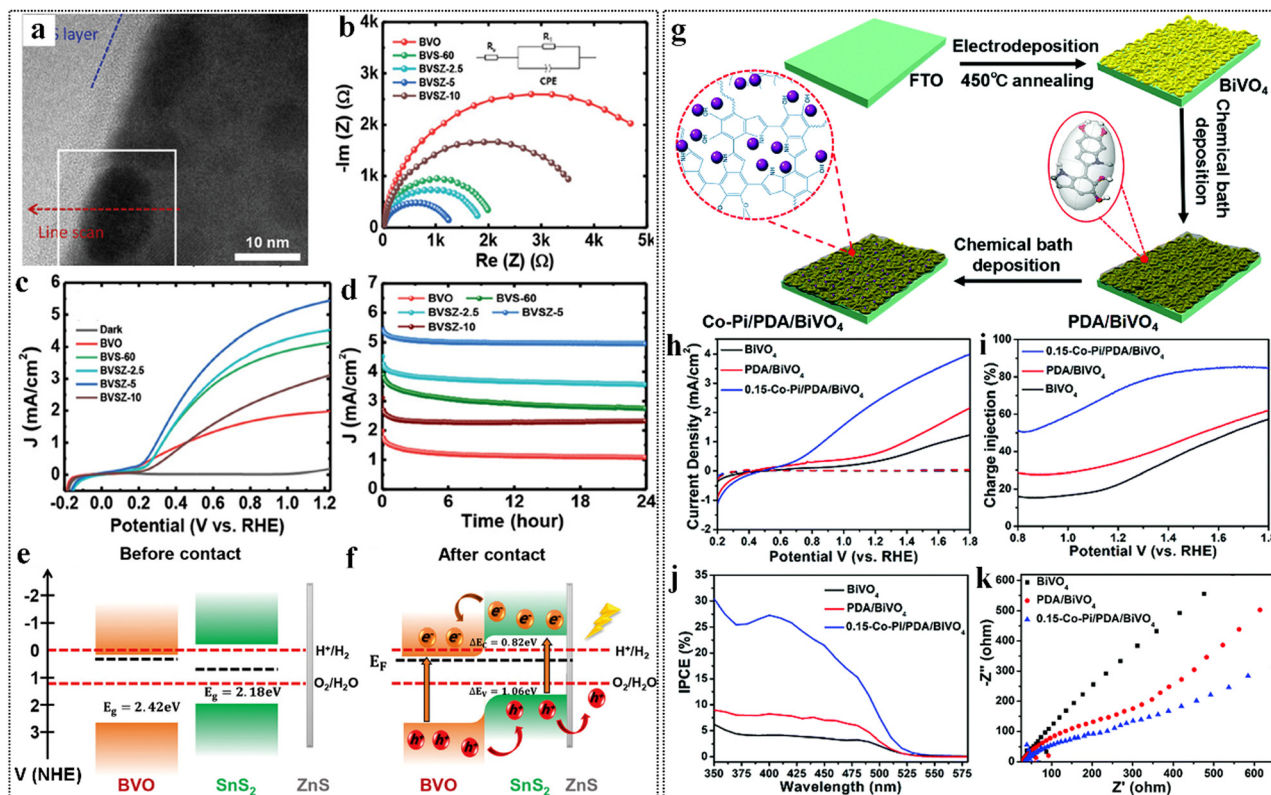 a
S layer
Line scan
10 nm
b
-Im (Z) (Ω)
4k
3k
2k
1k
0
BVO
BVS-60
BVSZ-2.5
BVSZ-5
BVSZ-10
CPE
0 1k 2k 3k 4k 5k
Re (Z) (Ω)
c
J (mA/cm²)
6
5
4
3
2
1
0
Dark
BVO
BVS-60
BVSZ-2.5
BVSZ-5
BVSZ-10
-0.2 0.0 0.2 0.4 0.6 0.8 1.0 1.2
Potential (V vs. RHE)
d
J (mA/cm²)
7
6
5
4
3
2
1
0
BVO BVS-60
BVSZ-2.5 BVSZ-5
BVSZ-10
0 6 12 18 24
Time (hour)
e
Before contact
-2
-1
0
1
2
3
V (NHE)
H⁺/H₂
O₂/H₂O
E_g = 2.42eV
E_g = 2.18eV
BVO SnS₂ ZnS
f
After contact
e⁻ e⁻ e⁻ e⁻ e⁻
ΔE_C = 0.82eV
H⁺/H₂
E_F
O₂/H₂O
ΔE_V = 1.06eV
h⁺ h⁺ h⁺ h⁺ h⁺ h⁺
BVO SnS₂ ZnS
g
FTO
Electrodeposition
450°C annealing
BiVO₄
Chemical bath
deposition
PDA/BiVO₄
Chemical bath
deposition
Co-Pi/PDA/BiVO₄
h
Current Density (mA/cm²)
4
3
2
1
0
-1
-2
BiVO₄
PDA/BiVO₄
0.15-Co-Pi/PDA/BiVO₄
0.2 0.4 0.6 0.8 1.0 1.2 1.4 1.6 1.8
Potential V (vs. RHE)
i
Charge injection (%)
100
80
60
40
20
0
0.15-Co-Pi/PDA/BiVO₄
PDA/BiVO₄
BiVO₄
0.8 1.0 1.2 1.4 1.6 1.8
Potential V (vs. RHE)
j
IPCE (%)
35
30
25
20
15
10
5
0
BiVO₄
PDA/BiVO₄
0.15-Co-Pi/PDA/BiVO₄
350 375 400 425 450 475 500 525 550 575
Wavelength (nm)
k
-Z'' (ohm)
600
500
400
300
200
100
0
BiVO₄
PDA/BiVO₄
0.15-Co-Pi/PDA/BiVO₄
0 100 200 300 400 500 600
Z' (ohm)